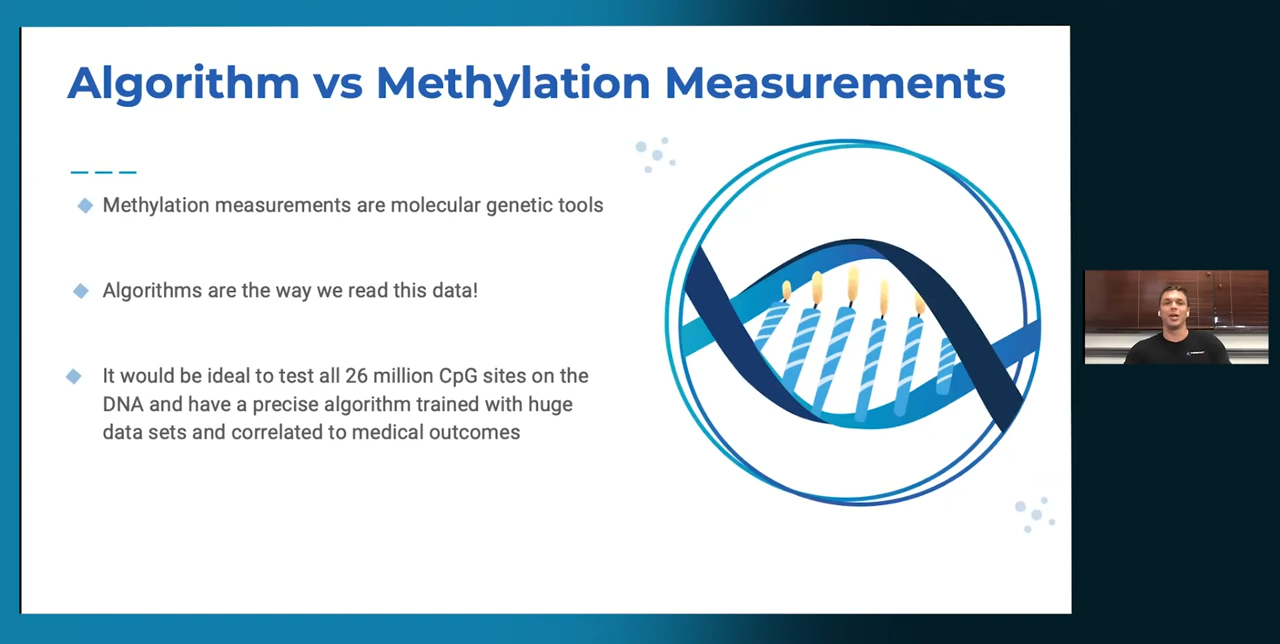 Algorithm vs Methylation Measurements
Methylation measurements are molecular genetic tools
Algorithms are the way we read this data!
It would be ideal to test all 26 million CpG sites on the
DNA and have a precise algorithm trained with huge
data sets and correlated to medical outcomes